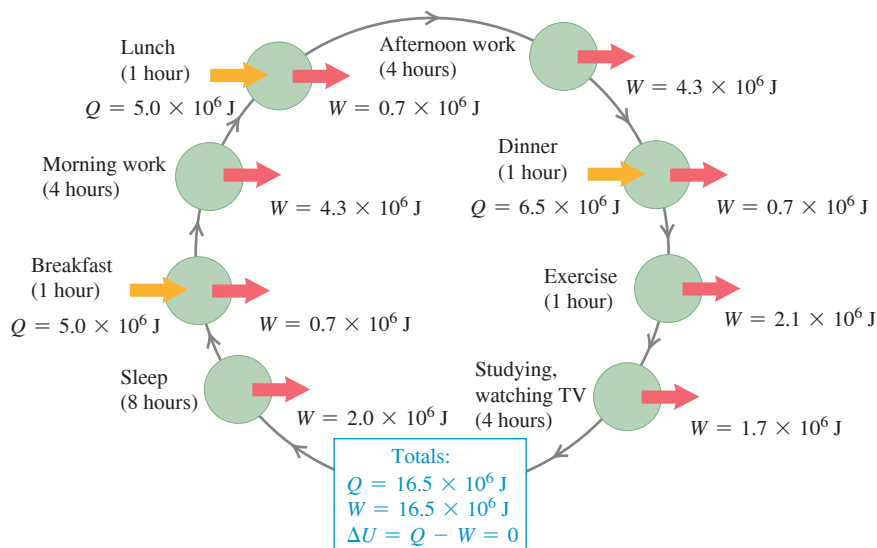 Lunch
(1 hour)
Q = 5.0 × 10⁶ J
W = 0.7 × 10⁶ J
Afternoon work
(4 hours)
W = 4.3 × 10⁶ J
Morning work
(4 hours)
W = 4.3 × 10⁶ J
Dinner
(1 hour)
Q = 6.5 × 10⁶ J
W = 0.7 × 10⁶ J
Breakfast
(1 hour)
Q = 5.0 × 10⁶ J
W = 0.7 × 10⁶ J
Exercise
(1 hour)
W = 2.1 × 10⁶ J
Sleep
(8 hours)
W = 2.0 × 10⁶ J
Studying,
watching TV
(4 hours)
W = 1.7 × 10⁶ J
Totals:
Q = 16.5 × 10⁶ J
W = 16.5 × 10⁶ J
ΔU = Q − W = 0